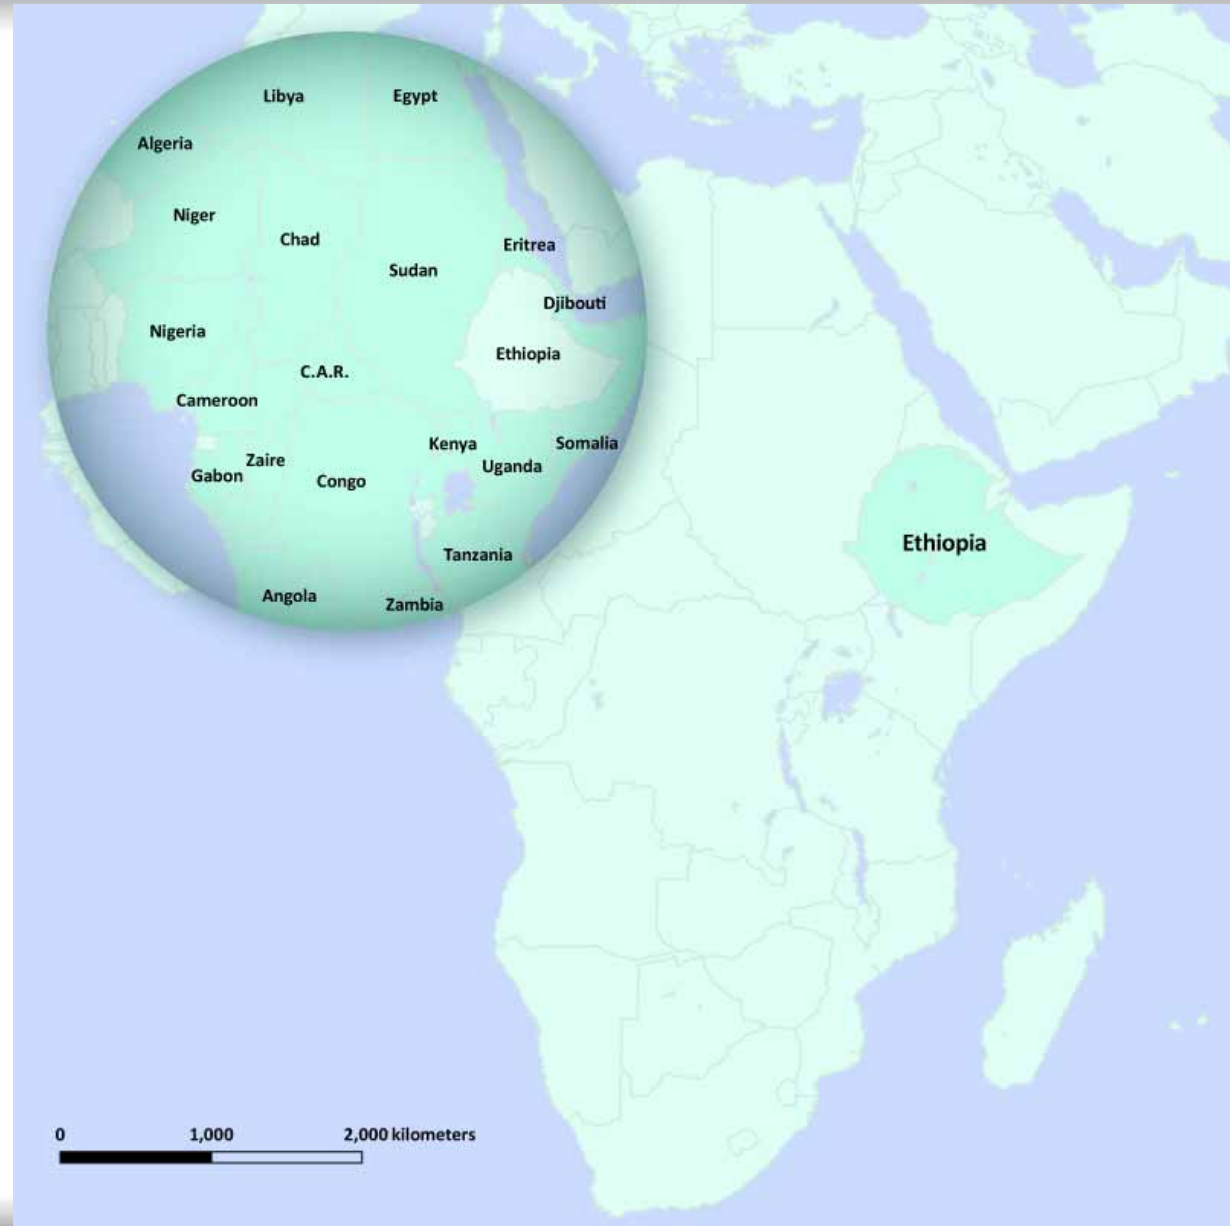 Libya
Egypt
Algeria
Niger
Chad
Eritrea
Sudan
Djibouti
Nigeria
Ethiopia
C.A.R.
Cameroon
Kenya
Somalia
Zaire
Uganda
Gabon
Congo
Tanzania
Angola
Zambia
Ethiopia
0 1,000 2,000 kilometers